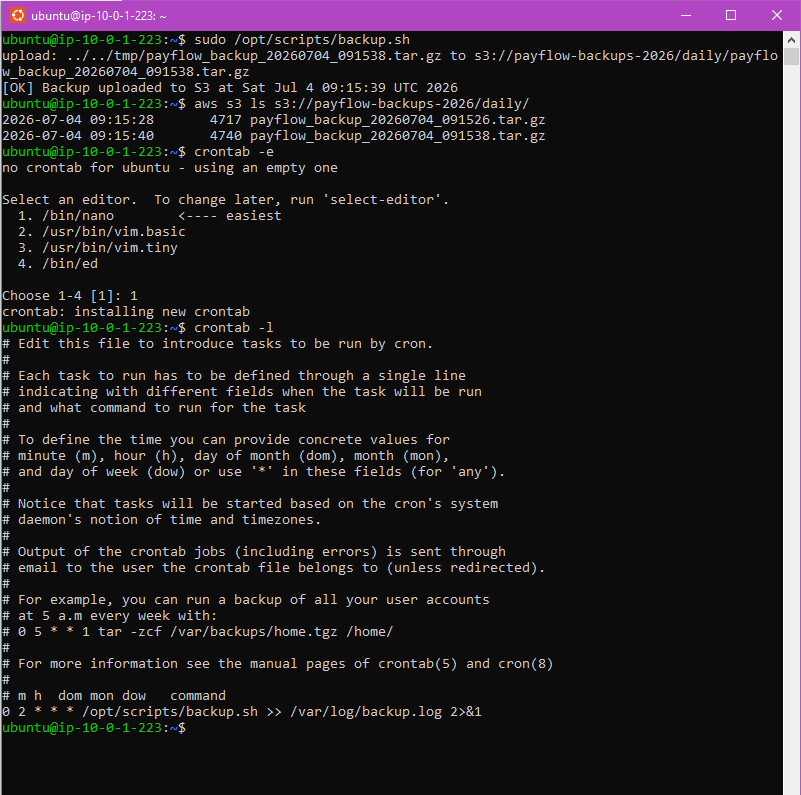 ubuntu@ip-10-0-1-223: ~
ubuntu@ip-10-0-1-223:~$ sudo /opt/scripts/backup.sh
upload: ../../tmp/payflow_backup_20260704_091538.tar.gz to s3://payflow-backups-2026/daily/payflo
w_backup_20260704_091538.tar.gz
[OK] Backup uploaded to S3 at Sat Jul 4 09:15:39 UTC 2026
ubuntu@ip-10-0-1-223:~$ aws s3 ls s3://payflow-backups-2026/daily/
2026-07-04 09:15:28       4717 payflow_backup_20260704_091526.tar.gz
2026-07-04 09:15:40       4740 payflow_backup_20260704_091538.tar.gz
ubuntu@ip-10-0-1-223:~$ crontab -e
no crontab for ubuntu - using an empty one

Select an editor.  To change later, run 'select-editor'.
  1. /bin/nano        <---- easiest
  2. /usr/bin/vim.basic
  3. /usr/bin/vim.tiny
  4. /bin/ed

Choose 1-4 [1]: 1
crontab: installing new crontab
ubuntu@ip-10-0-1-223:~$ crontab -l
# Edit this file to introduce tasks to be run by cron.
#
# Each task to run has to be defined through a single line
# indicating with different fields when the task will be run
# and what command to run for the task
#
# To define the time you can provide concrete values for
# minute (m), hour (h), day of month (dom), month (mon),
# and day of week (dow) or use '*' in these fields (for 'any').
#
# Notice that tasks will be started based on the cron's system
# daemon's notion of time and timezones.
#
# Output of the crontab jobs (including errors) is sent through
# email to the user the crontab file belongs to (unless redirected).
#
# For example, you can run a backup of all your user accounts
# at 5 a.m every week with:
# 0 5 * * 1 tar -zcf /var/backups/home.tgz /home/
#
# For more information see the manual pages of crontab(5) and cron(8)
#
# m h  dom mon dow   command
0 2 * * * /opt/scripts/backup.sh >> /var/log/backup.log 2>&1
ubuntu@ip-10-0-1-223:~$